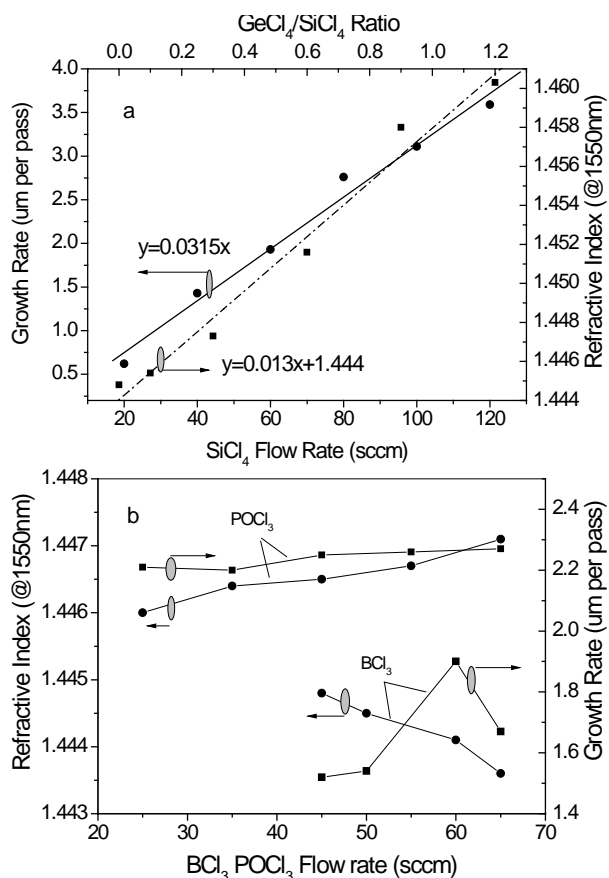 GeCl₄/SiCl₄ Ratio
0.0 0.3 0.6 0.9 1.2
a
Growth Rate (um per pass)
4.0
3.5
3.0
2.5
2.0
1.5
1.0
0.5
y=0.0315x
y=0.013x+1.444
1.460
1.458
1.456
1.454
1.452
1.450
1.448
1.446
1.444
Refractive Index (@1550nm)
20 40 60 80 100 120
SiCl₄ Flow Rate (sccm)
b
Refractive Index (@1550nm)
1.448
1.447
1.446
1.445
1.444
1.443
POCl₃
BCl₃
2.5
2.4
2.2
2.0
1.8
1.6
1.4
Growth Rate (um per pass)
20 30 40 50 60 70
BCl₃ POCl₃ Flow rate (sccm)